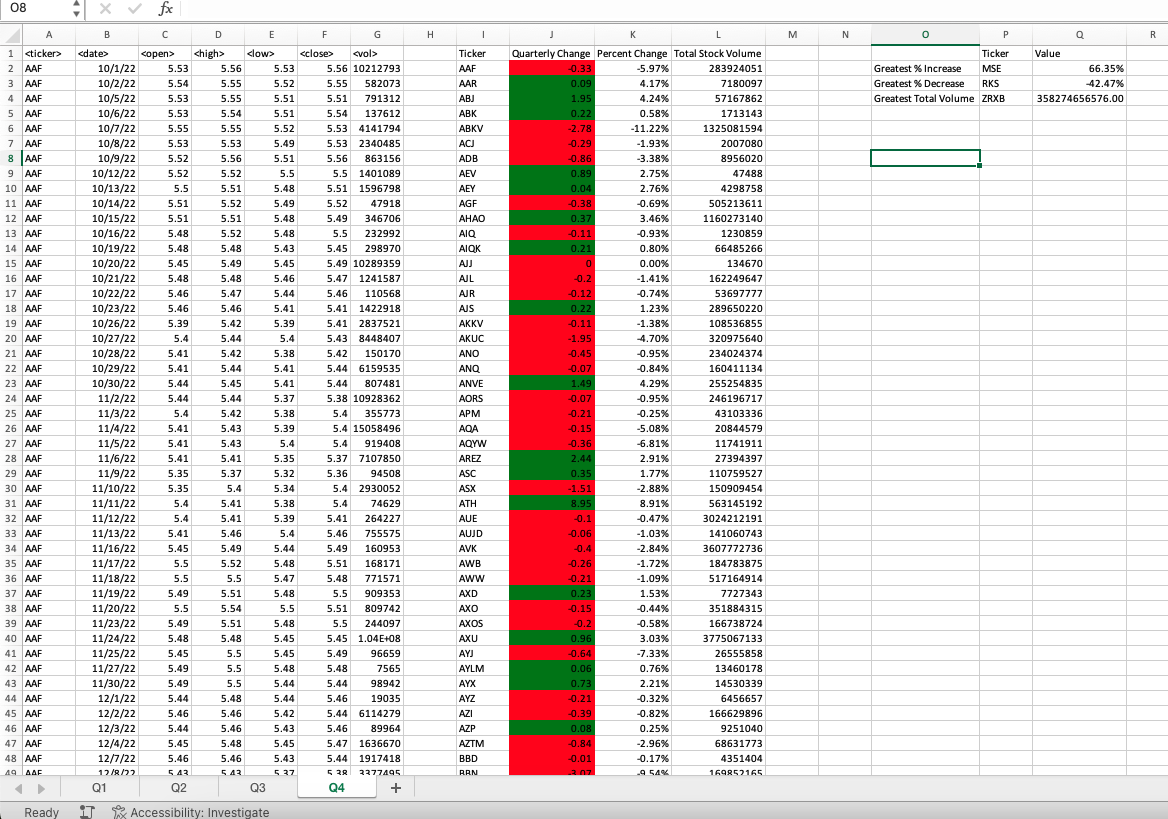 O8 fx
A B C D E F G H I J K L M N O P Q R
1 <ticker> <date> <open> <high> <low> <close> <vol> Ticker Quarterly Change Percent Change Total Stock Volume Ticker Value
2 AAF 10/1/22 5.53 5.56 5.53 5.56 10212793 AAF -0.33 -5.97% 283924051 Greatest % Increase MSE 66.35%
3 AAF 10/2/22 5.54 5.55 5.52 5.55 582073 AAR 0.09 4.17% 7180097 Greatest % Decrease RKS -42.47%
4 AAF 10/5/22 5.53 5.55 5.51 5.55 791312 ABJ 1.95 4.24% 57167862 Greatest Total Volume ZRXB 358274656576.00
5 AAF 10/6/22 5.53 5.54 5.51 5.54 137612 ABK 0.22 0.58% 1713143
6 AAF 10/7/22 5.55 5.55 5.52 5.53 4141794 ABKV -2.78 -11.22% 1325081594
7 AAF 10/8/22 5.53 5.53 5.49 5.53 2340485 ACJ -0.29 -1.93% 2007080
8 AAF 10/9/22 5.52 5.56 5.51 5.56 863156 ADB -0.86 -3.38% 8956020
9 AAF 10/12/22 5.52 5.52 5.5 5.5 1401089 AEV 0.89 2.75% 47488
10 AAF 10/13/22 5.5 5.51 5.48 5.51 1596798 AEY 0.04 2.76% 4298758
11 AAF 10/14/22 5.51 5.52 5.49 5.52 47918 AGF -0.38 -0.69% 505213611
12 AAF 10/15/22 5.51 5.51 5.48 5.49 346706 AHAO 0.37 3.46% 1160273140
13 AAF 10/16/22 5.48 5.52 5.48 5.5 232992 AIQ -0.11 -0.93% 1230859
14 AAF 10/19/22 5.48 5.48 5.43 5.45 298970 AIQK 0.21 0.80% 66485266
15 AAF 10/20/22 5.45 5.49 5.45 5.49 10289359 AJJ 0 0.00% 134670
16 AAF 10/21/22 5.48 5.48 5.46 5.47 1241587 AJL -0.2 -1.41% 162249647
17 AAF 10/22/22 5.46 5.47 5.44 5.46 110568 AJR -0.12 -0.74% 53697777
18 AAF 10/23/22 5.46 5.46 5.41 5.41 1422918 AJS 0.22 1.23% 289650220
19 AAF 10/26/22 5.39 5.42 5.39 5.41 2837521 AKKV -0.11 -1.38% 108536855
20 AAF 10/27/22 5.4 5.44 5.4 5.43 8448407 AKUC -1.95 -4.70% 320975640
21 AAF 10/28/22 5.41 5.42 5.38 5.42 150170 ANO -0.45 -0.95% 234024374
22 AAF 10/29/22 5.41 5.44 5.41 5.44 6159535 ANQ -0.07 -0.84% 160411134
23 AAF 10/30/22 5.44 5.45 5.41 5.44 807481 ANVE 1.49 4.29% 255254835
24 AAF 11/2/22 5.44 5.44 5.37 5.38 10928362 AORS -0.07 -0.95% 246196717
25 AAF 11/3/22 5.4 5.42 5.38 5.4 355773 APM -0.21 -0.25% 43103336
26 AAF 11/4/22 5.41 5.43 5.39 5.4 15058496 AQA -0.15 -5.08% 20844579
27 AAF 11/5/22 5.41 5.43 5.4 5.4 919408 AQYW -0.36 -6.81% 11741911
28 AAF 11/6/22 5.41 5.41 5.35 5.37 7107850 AREZ 2.44 2.91% 27394397
29 AAF 11/9/22 5.35 5.37 5.32 5.36 94508 ASC 0.35 1.77% 110759527
30 AAF 11/10/22 5.35 5.4 5.34 5.4 2930052 ASX -1.51 -2.88% 150909454
31 AAF 11/11/22 5.4 5.41 5.38 5.4 74629 ATH 8.95 8.91% 563145192
32 AAF 11/12/22 5.4 5.41 5.39 5.41 264227 AUE -0.1 -0.47% 3024212191
33 AAF 11/13/22 5.41 5.46 5.4 5.46 755575 AUJD -0.06 -1.03% 141060743
34 AAF 11/16/22 5.45 5.49 5.44 5.49 160953 AVK -0.4 -2.84% 3607772736
35 AAF 11/17/22 5.5 5.52 5.48 5.51 168171 AWB -0.26 -1.72% 184783875
36 AAF 11/18/22 5.5 5.5 5.47 5.48 771571 AWW -0.21 -1.09% 517164914
37 AAF 11/19/22 5.49 5.51 5.48 5.5 909353 AXD 0.23 1.53% 7727343
38 AAF 11/20/22 5.5 5.54 5.5 5.51 809742 AXO -0.15 -0.44% 351884315
39 AAF 11/23/22 5.49 5.51 5.48 5.5 244097 AXOS -0.2 -0.58% 166738724
40 AAF 11/24/22 5.48 5.48 5.45 5.45 1.04E+08 AXU 0.96 3.03% 3775067133
41 AAF 11/25/22 5.45 5.5 5.45 5.49 96659 AYJ -0.64 -7.33% 26555858
42 AAF 11/27/22 5.49 5.5 5.48 5.48 7565 AYLM 0.06 0.76% 13460178
43 AAF 11/30/22 5.49 5.5 5.44 5.44 98942 AYX 0.73 2.21% 14530339
44 AAF 12/1/22 5.44 5.48 5.44 5.46 19035 AYZ -0.21 -0.32% 6456657
45 AAF 12/2/22 5.46 5.46 5.42 5.44 6114279 AZI -0.39 -0.82% 166629896
46 AAF 12/3/22 5.44 5.46 5.43 5.46 89964 AZP 0.08 0.25% 9251040
47 AAF 12/4/22 5.45 5.48 5.45 5.47 1636670 AZTM -0.84 -2.96% 68631773
48 AAF 12/7/22 5.46 5.46 5.43 5.44 1917418 BBD -0.01 -0.17% 4351404
49 AAF 12/8/22 5.43 5.43 5.37 5.38 3377495 BBN -3.07 -9.54% 169852165
Q1 Q2 Q3 Q4 +
Ready Accessibility: Investigate